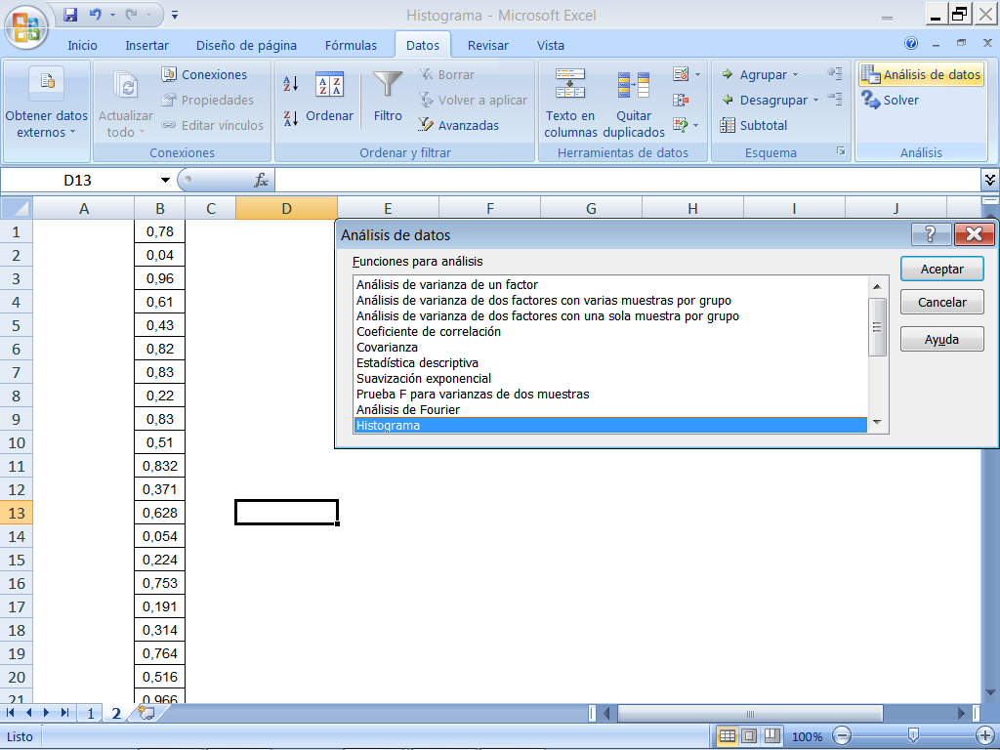 Histograma - Microsoft Excel
Inicio Insertar Diseño de página Fórmulas Datos Revisar Vista
Obtener datos externos
Actualizar todo
Conexiones
Propiedades
Editar vínculos
Conexiones
Ordenar
Filtro
Borrar
Volver a aplicar
Avanzadas
Ordenar y filtrar
Texto en columnas
Quitar duplicados
Herramientas de datos
Agrupar
Desagrupar
Subtotal
Esquema
Análisis de datos
Solver
Análisis
D13
fx
A B C D E F G H I J
1 0,78
2 0,04
3 0,96
4 0,61
5 0,43
6 0,82
7 0,83
8 0,22
9 0,83
10 0,51
11 0,832
12 0,371
13 0,628
14 0,054
15 0,224
16 0,753
17 0,191
18 0,314
19 0,764
20 0,516
21 0,966
Análisis de datos
Funciones para análisis
Análisis de varianza de un factor
Análisis de varianza de dos factores con varias muestras por grupo
Análisis de varianza de dos factores con una sola muestra por grupo
Coeficiente de correlación
Covarianza
Estadística descriptiva
Suavización exponencial
Prueba F para varianzas de dos muestras
Análisis de Fourier
Histograma
Aceptar
Cancelar
Ayuda
1 2
Listo
100%